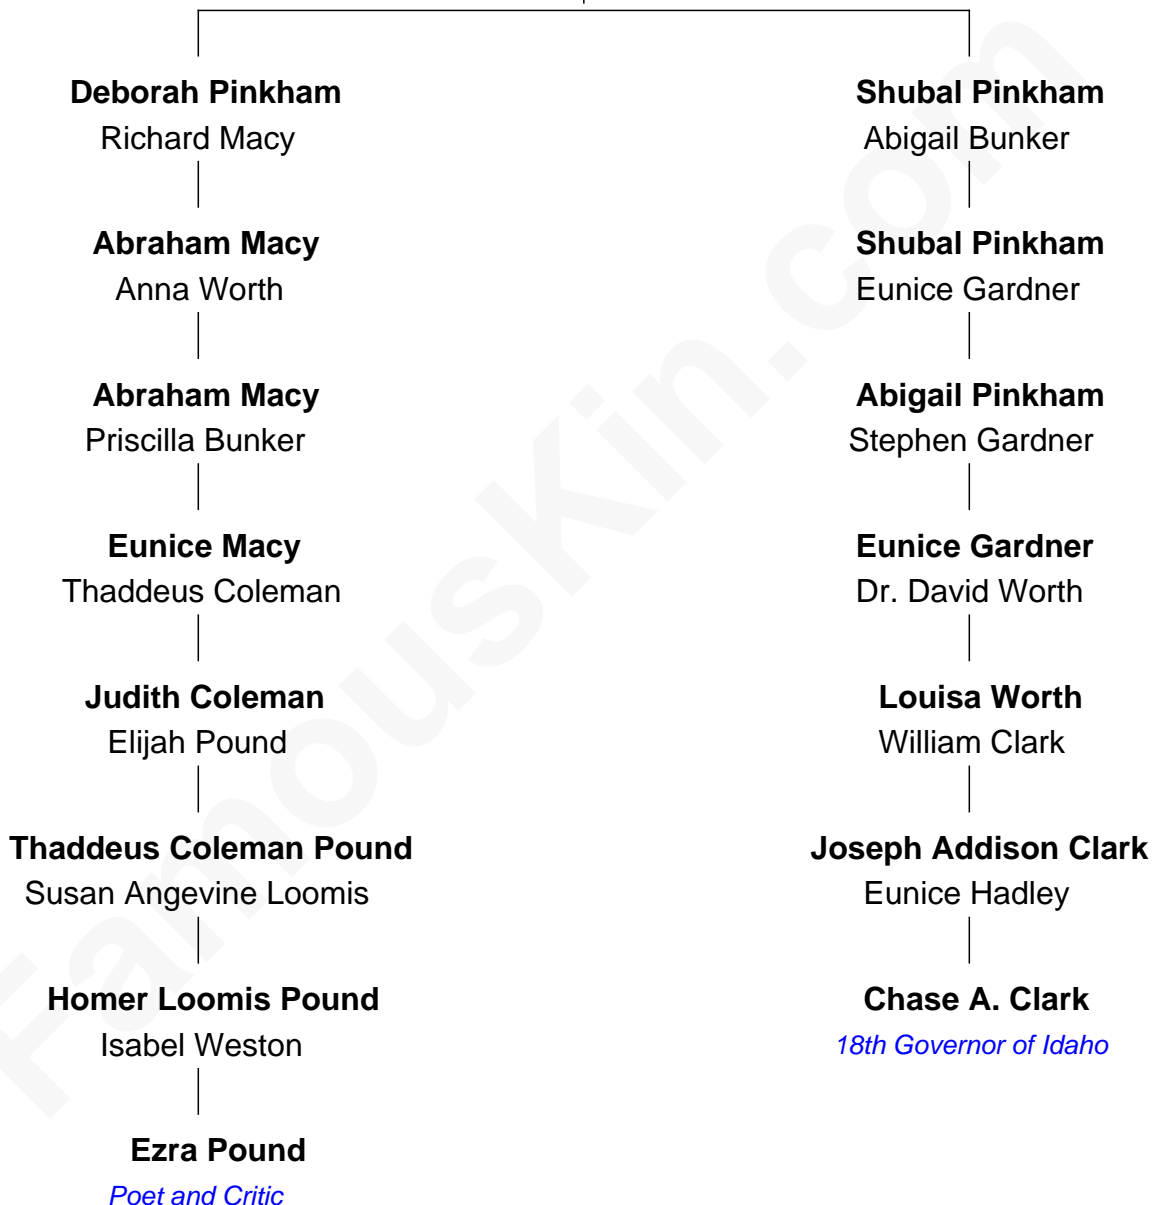 Deborah Pinkham
Richard Macy
Abraham Macy
Anna Worth
Abraham Macy
Priscilla Bunker
Eunice Macy
Thaddeus Coleman
Judith Coleman
Elijah Pound
Thaddeus Coleman Pound
Susan Angevine Loomis
Homer Loomis Pound
Isabel Weston
Ezra Pound
Poet and Critic
Shubal Pinkham
Abigail Bunker
Shubal Pinkham
Eunice Gardner
Abigail Pinkham
Stephen Gardner
Eunice Gardner
Dr. David Worth
Louisa Worth
William Clark
Joseph Addison Clark
Eunice Hadley
Chase A. Clark
18th Governor of Idaho
FamousKin.com